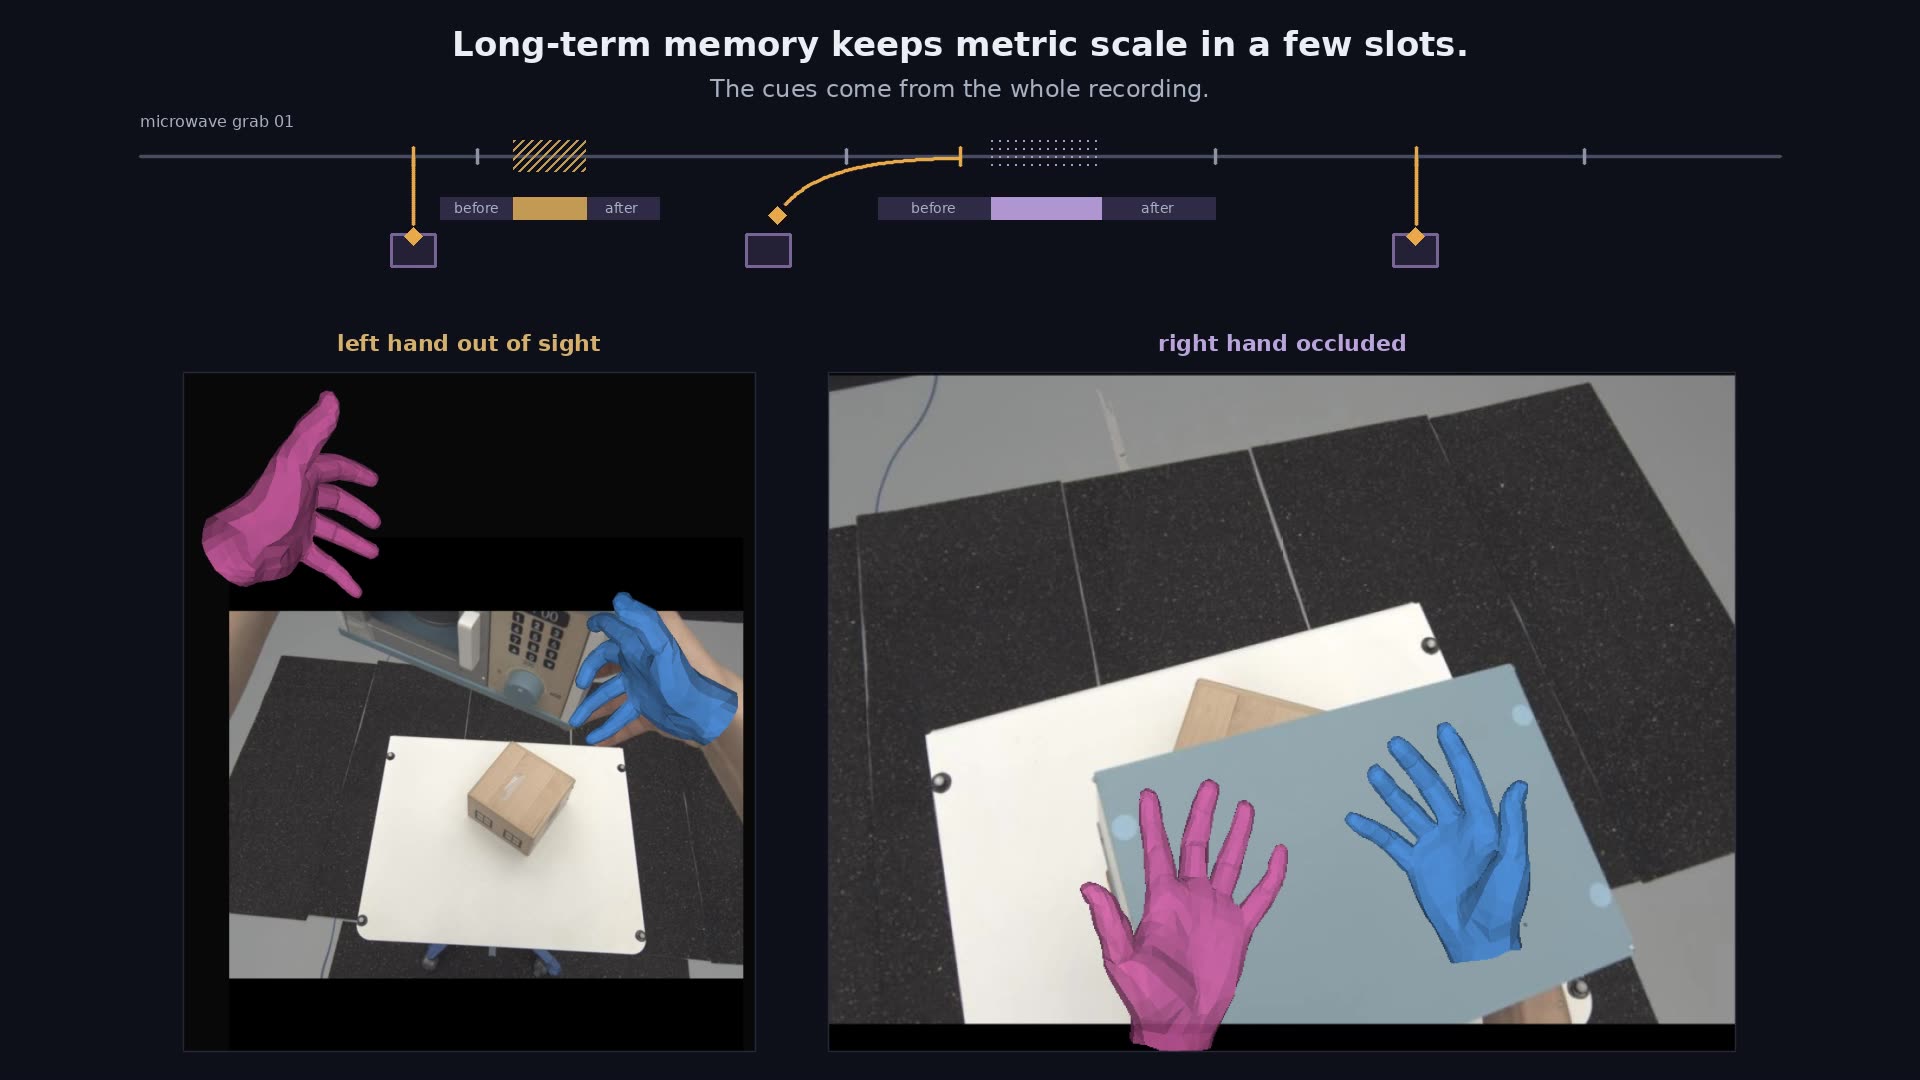 Long-term memory keeps metric scale in a few slots.
The cues come from the whole recording.
microwave grab 01
before
after
before
after
left hand out of sight
right hand occluded